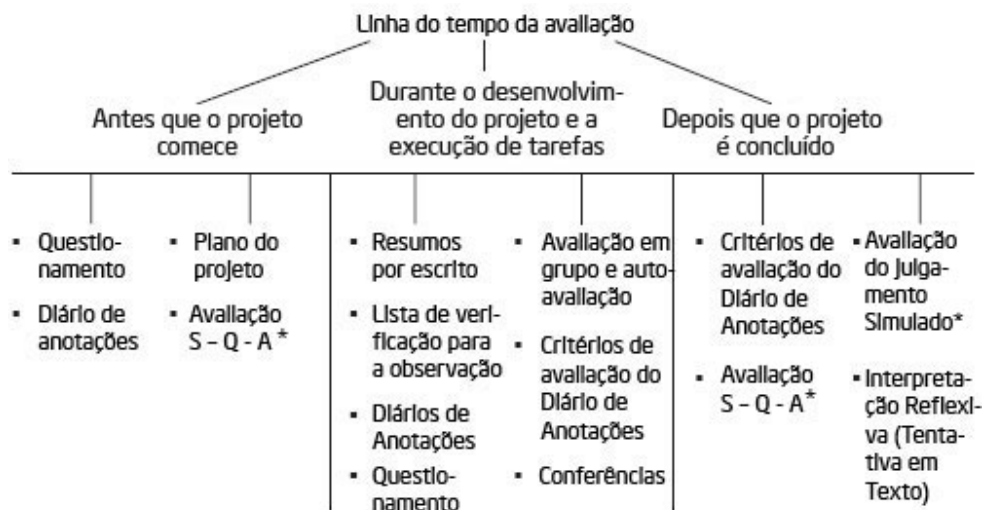 Linha do tempo da avaliação
Antes que o projeto
comece
Durante o desenvolvim-
ento do projeto e a
execução de tarefas
Depois que o projeto
é concluído
▪ Questio-
namento
▪ Diário de
anotações
▪ Plano do
projeto
▪ Avaliação
S – Q - A *
▪ Resumos
por escrito
▪ Lista de veri-
ficação para
a observação
▪ Diários de
Anotações
▪ Questio-
namento
▪ Avaliação em
grupo e auto-
avaliação
▪ Critérios de
avaliação do
Diário de
Anotações
▪ Conferências
▪ Critérios de
avaliação do
Diário de
Anotações
▪ Avaliação
S – Q - A*
▪ Avaliação
do Julga-
mento
Simulado*
▪ Interpreta-
ção Reflexi-
va (Tenta-
tiva em
Texto)